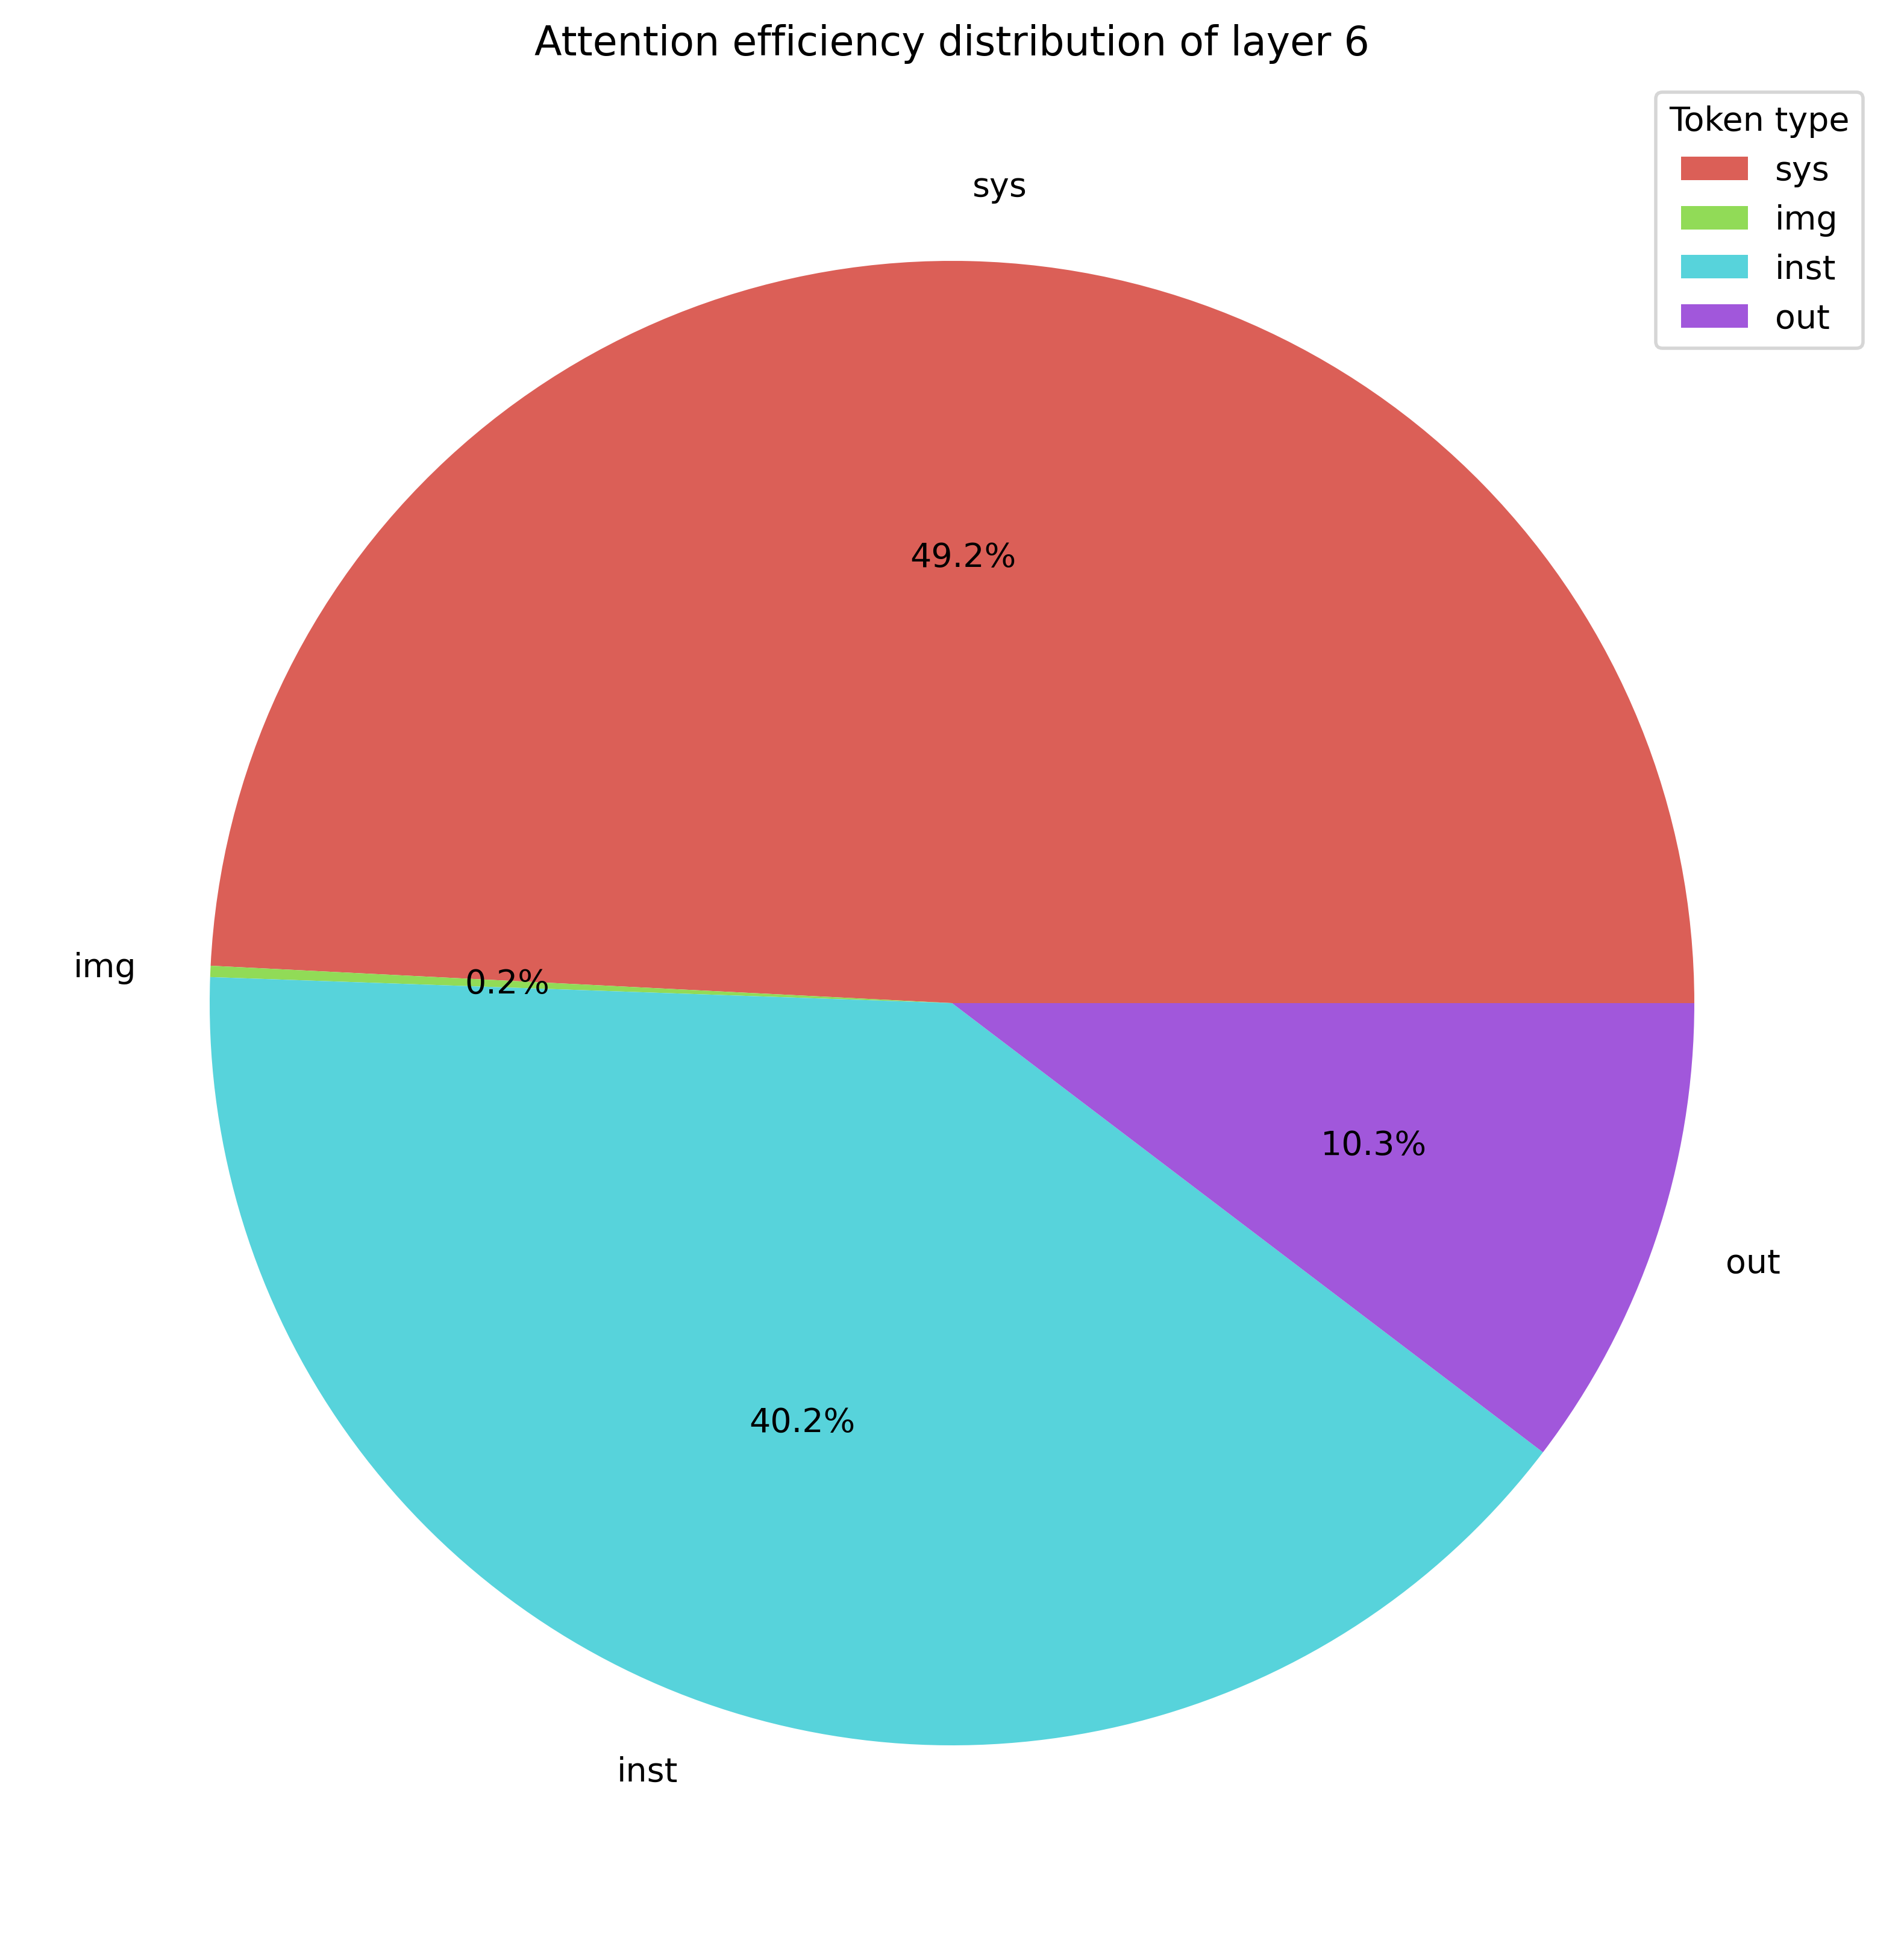 Attention efficiency distribution of layer 6
Token type
sys
img
inst
out
sys
49.2%
img
0.2%
10.3%
out
40.2%
inst